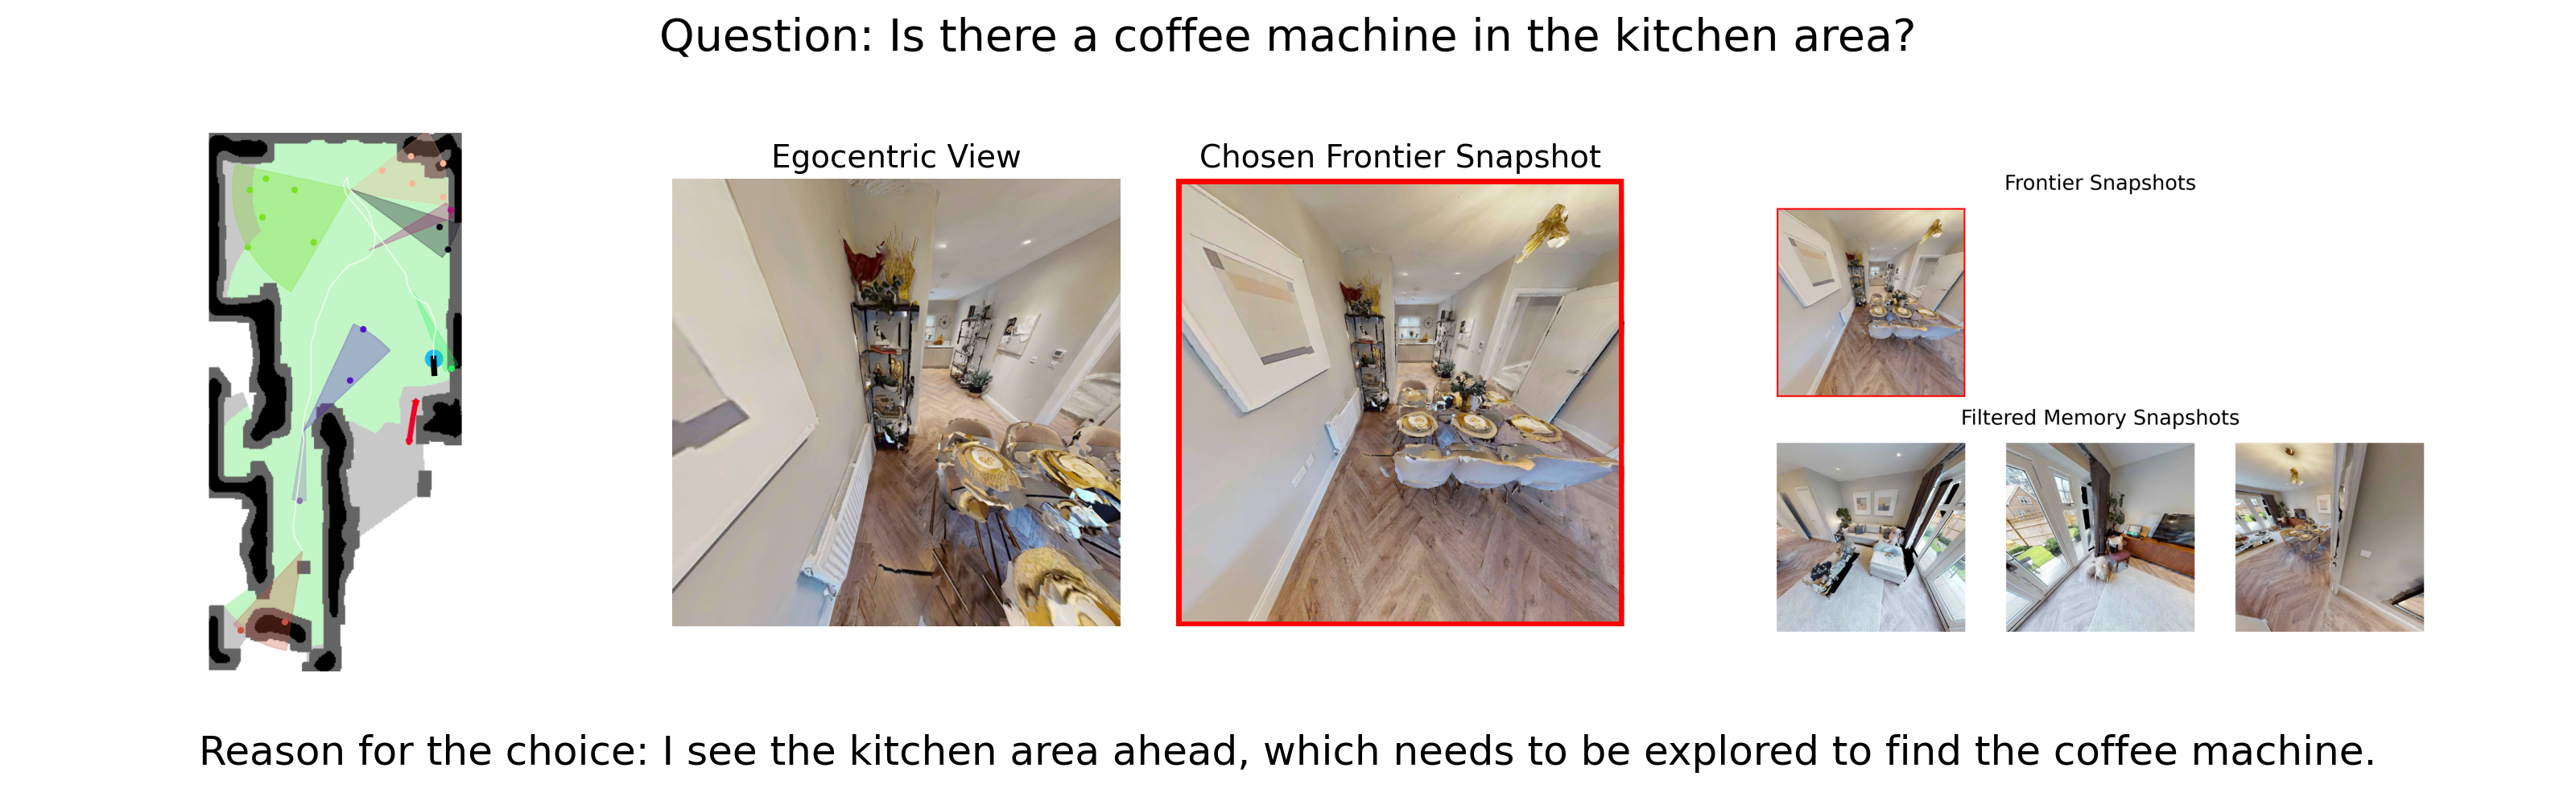 Question: Is there a coffee machine in the kitchen area?
Egocentric View
Chosen Frontier Snapshot
Frontier Snapshots
Filtered Memory Snapshots
Reason for the choice: I see the kitchen area ahead, which needs to be explored to find the coffee machine.